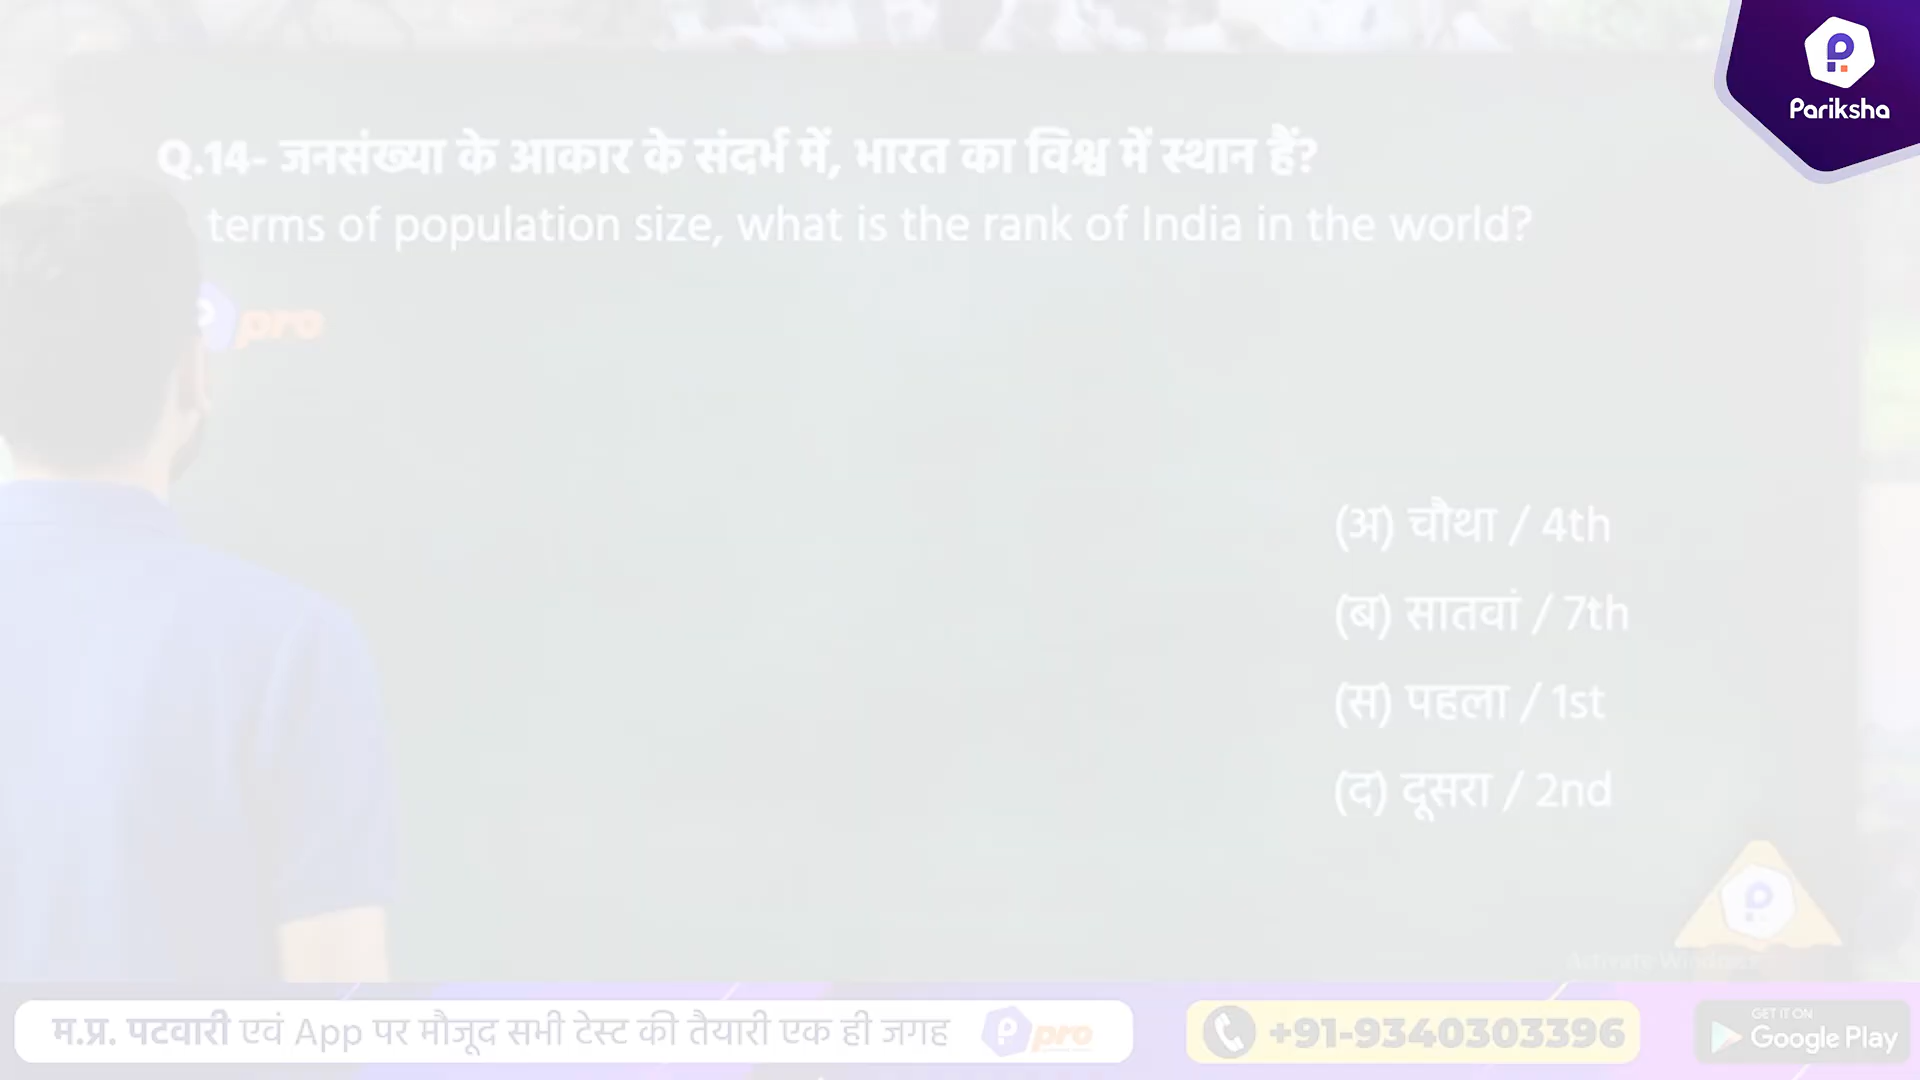 Pariksha
Q.14- जनसंख्या के आकार के संदर्भ में, भारत का विश्व में स्थान हैं?
terms of population size, what is the rank of India in the world?
pro
(अ) चौथा / 4th
(ब) सातवां / 7th
(स) पहला / 1st
(द) दूसरा / 2nd
Activate Windows
म.प्र. पटवारी एवं App पर मौजूद सभी टेस्ट की तैयारी एक ही जगह
pro
+91-9340303396
GET IT ON
Google Play